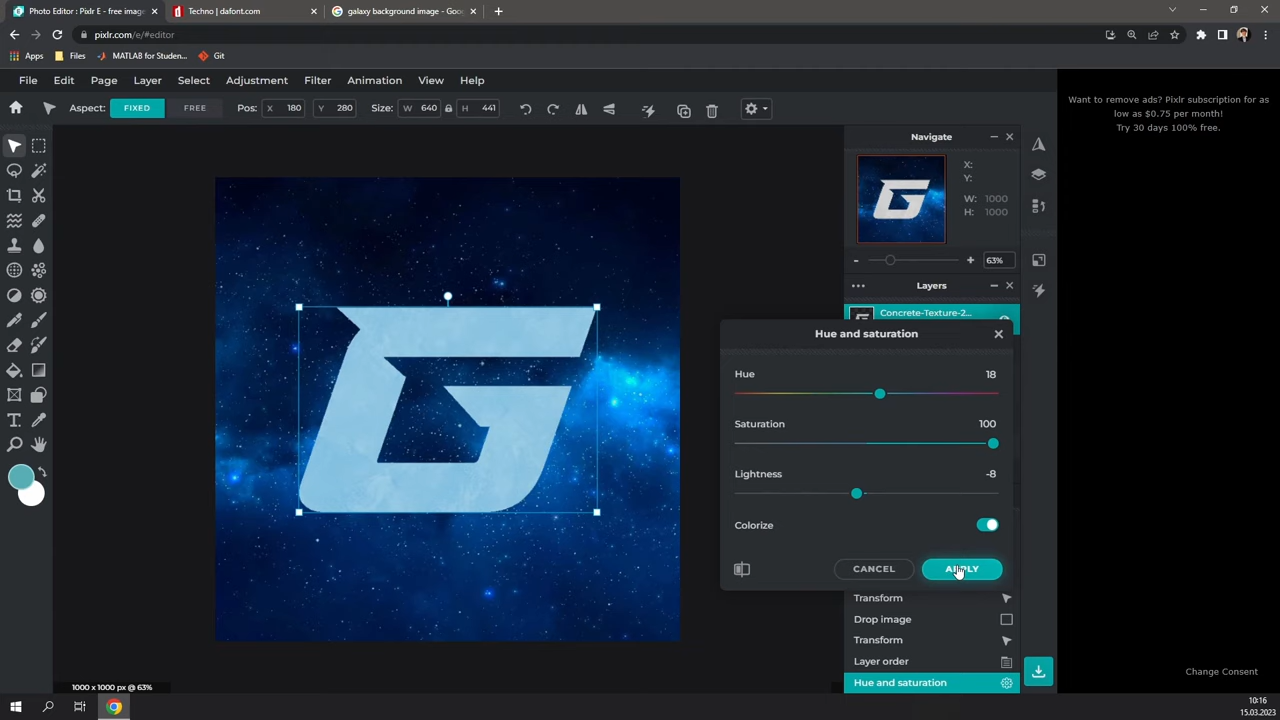 Photo Editor : Pixlr E - free imag
Techno | dafont.com
galaxy background image - Goo
pixlr.com/e/#editor
Apps
Files
MATLAB for Studen...
Git
File
Edit
Page
Layer
Select
Adjustment
Filter
Animation
View
Help
Aspect:
FIXED
FREE
Pos:
X
180
Y
280
Size:
W
640
H
441
Want to remove ads? Pixlr subscription for as
low as $0.75 per month!
Try 30 days 100% free.
Navigate
X:
Y:
W:
1000
H:
1000
63%
Layers
Concrete-Texture-2...
G
Hue and saturation
Hue
18
Saturation
100
Lightness
-8
Colorize
CANCEL
APPLY
Transform
Drop image
Transform
Layer order
Hue and saturation
Change Consent
1000 x 1000 px @ 63%
10:16
15.03.2023